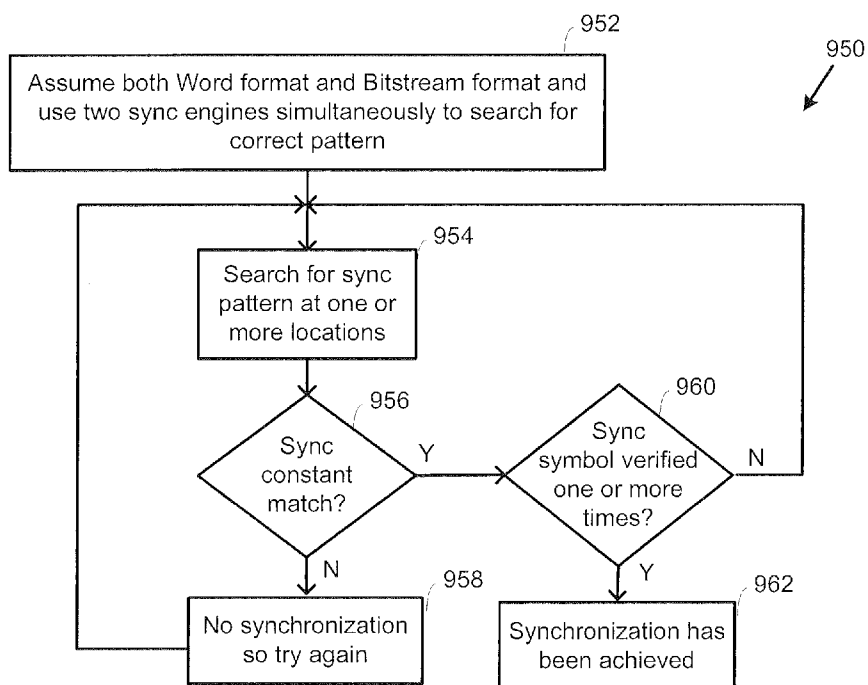 952
950
Assume both Word format and Bitstream format and
use two sync engines simultaneously to search for
correct pattern
954
Search for sync
pattern at one or
more locations
956
Sync
constant
match?
Y
N
960
Sync
symbol verified
one or more
times?
N
Y
958
No synchronization
so try again
962
Synchronization has
been achieved